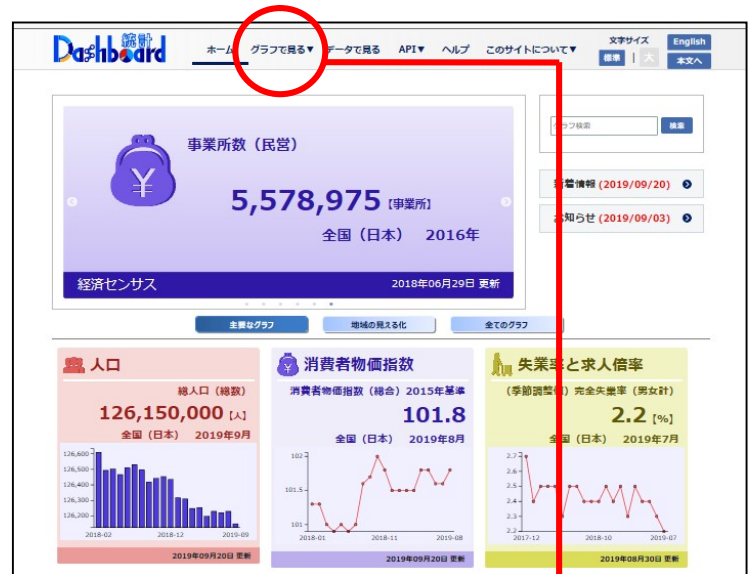 統計
Dashboard
ホーム グラフで見る▼ データで見る API▼ ヘルプ このサイトについて▼
文字サイズ
標準 | 大
English
本文へ
事業所数（民営）
5,578,975【事業所】
全国（日本） 2016年
経済センサス 2018年06月29日 更新
グラフ検索 検索
新着情報 (2019/09/20)
お知らせ (2019/09/03)
主要なグラフ 地域の見える化 全てのグラフ
人口
総人口（総数）
126,150,000【人】
全国（日本） 2019年9月
126,600
126,500
126,400
126,300
126,200
2018-02 2018-12 2019-09
2019年09月20日 更新
消費者物価指数
消費者物価指数（総合）2015年基準
101.8
全国（日本） 2019年8月
102
101.5
101
2018-01 2018-11 2019-08
2019年09月20日 更新
失業率と求人倍率
（季節調整値）完全失業率（男女計）
2.2【%】
全国（日本） 2019年7月
2.7
2.6
2.5
2.4
2.3
2.2
2017-12 2018-10 2019-07
2019年08月30日 更新